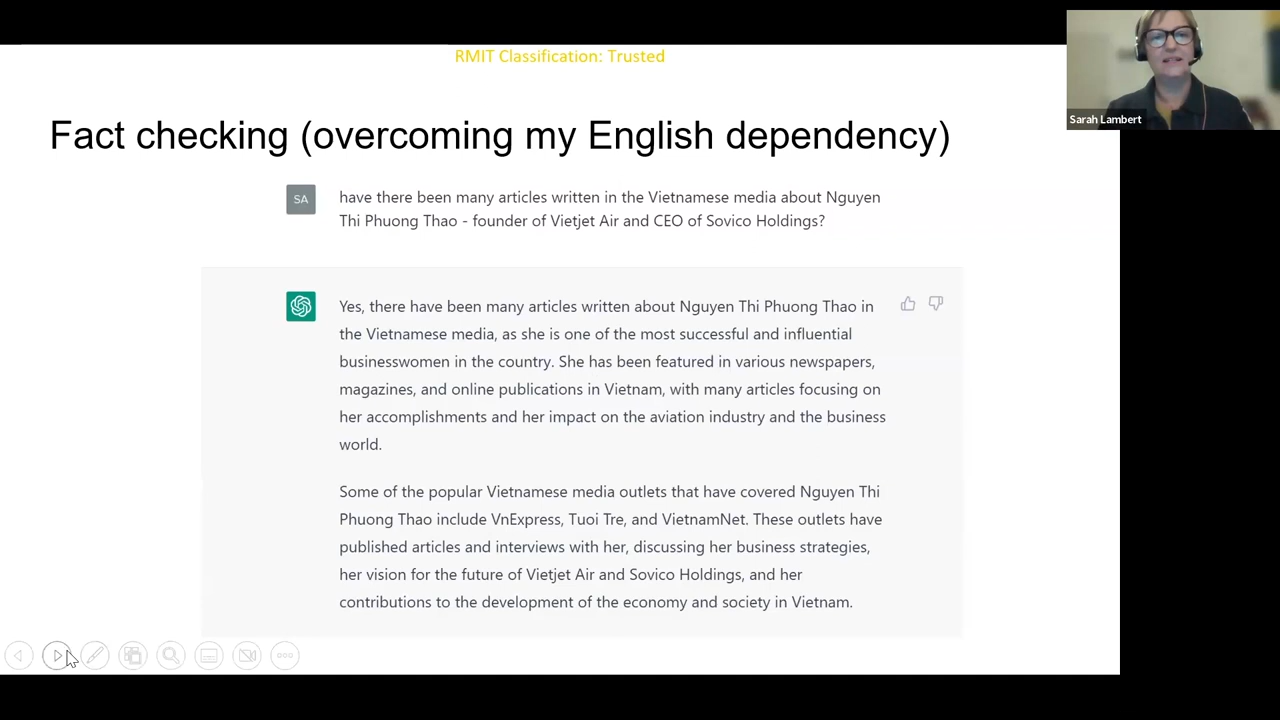 RMIT Classification: Trusted
Sarah Lambert
Fact checking (overcoming my English dependency)
SA
have there been many articles written in the Vietnamese media about Nguyen
Thi Phuong Thao - founder of Vietjet Air and CEO of Sovico Holdings?
Yes, there have been many articles written about Nguyen Thi Phuong Thao in
the Vietnamese media, as she is one of the most successful and influential
businesswomen in the country. She has been featured in various newspapers,
magazines, and online publications in Vietnam, with many articles focusing on
her accomplishments and her impact on the aviation industry and the business
world.
Some of the popular Vietnamese media outlets that have covered Nguyen Thi
Phuong Thao include VnExpress, Tuoi Tre, and VietnamNet. These outlets have
published articles and interviews with her, discussing her business strategies,
her vision for the future of Vietjet Air and Sovico Holdings, and her
contributions to the development of the economy and society in Vietnam.